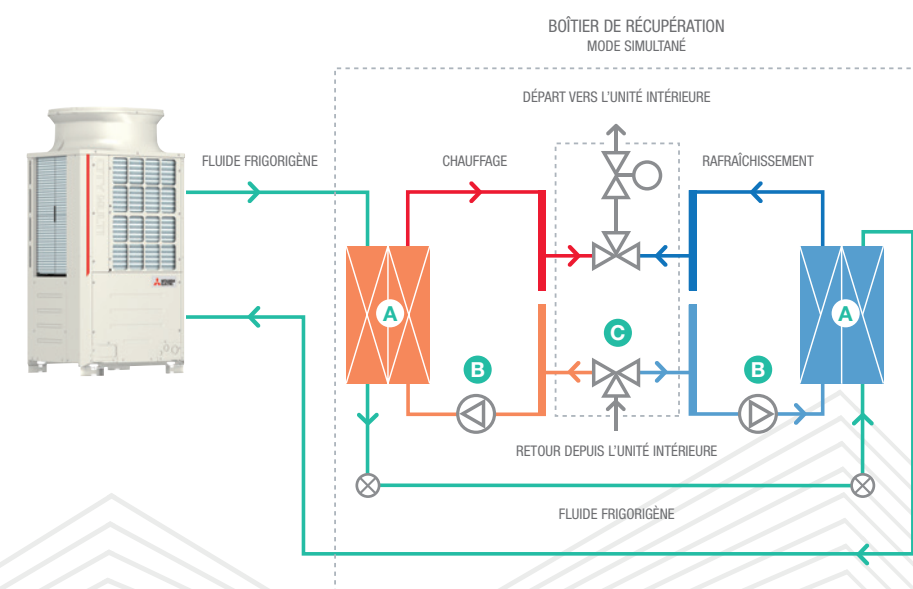 BOÎTIER DE RÉCUPÉRATION
MODE SIMULTANÉ
DÉPART VERS L'UNITÉ INTÉRIEURE
FLUIDE FRIGORIGÈNE
CHAUFFAGE
RAFRAÎCHISSEMENT
A
A
C
B
B
RETOUR DEPUIS L'UNITÉ INTÉRIEURE
FLUIDE FRIGORIGÈNE